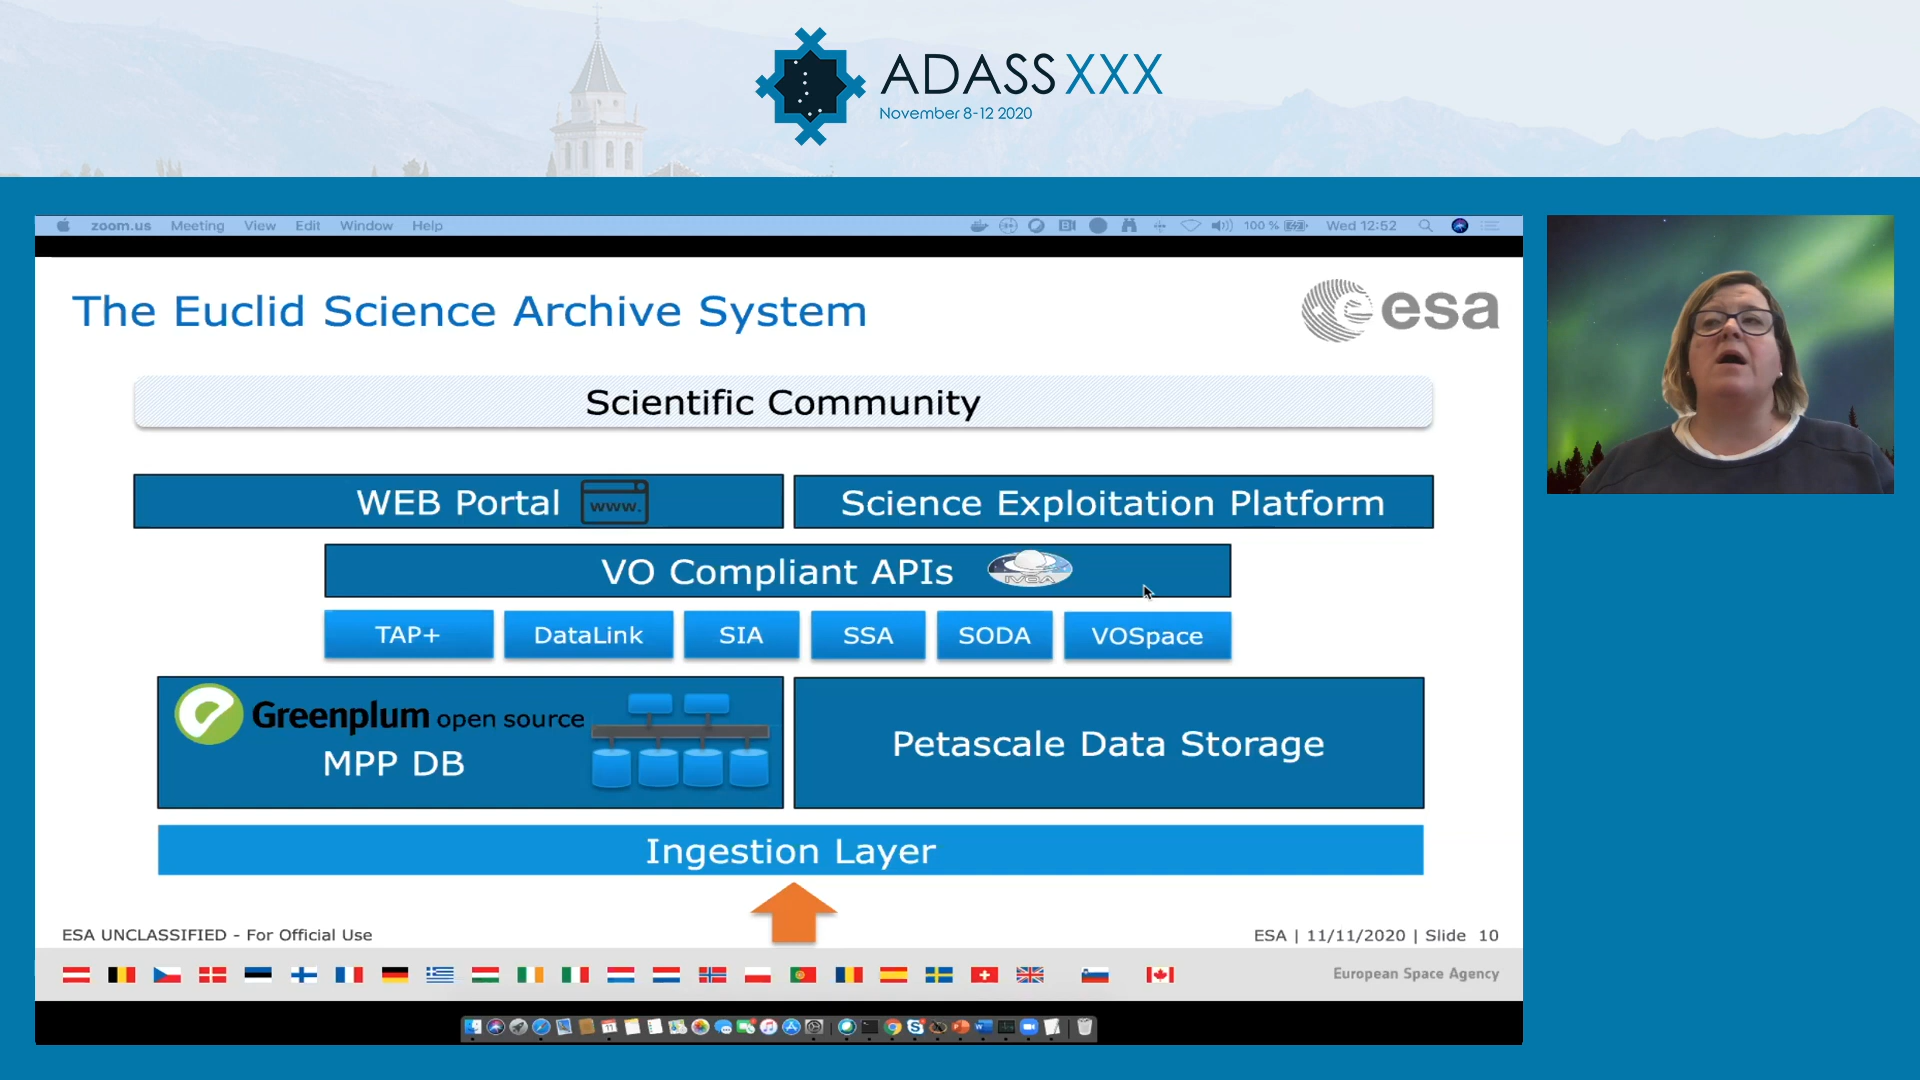 ADASS XXX
November 8-12 2020
zoom.us Meeting View Edit Window Help 100 % Wed 12:52
The Euclid Science Archive System
esa
Scientific Community
WEB Portal www. Science Exploitation Platform
VO Compliant APIs IVOA
TAP+ DataLink SIA SSA SODA VOSpace
Greenplum open source
MPP DB
Petascale Data Storage
Ingestion Layer
ESA UNCLASSIFIED - For Official Use
ESA | 11/11/2020 | Slide 10
European Space Agency